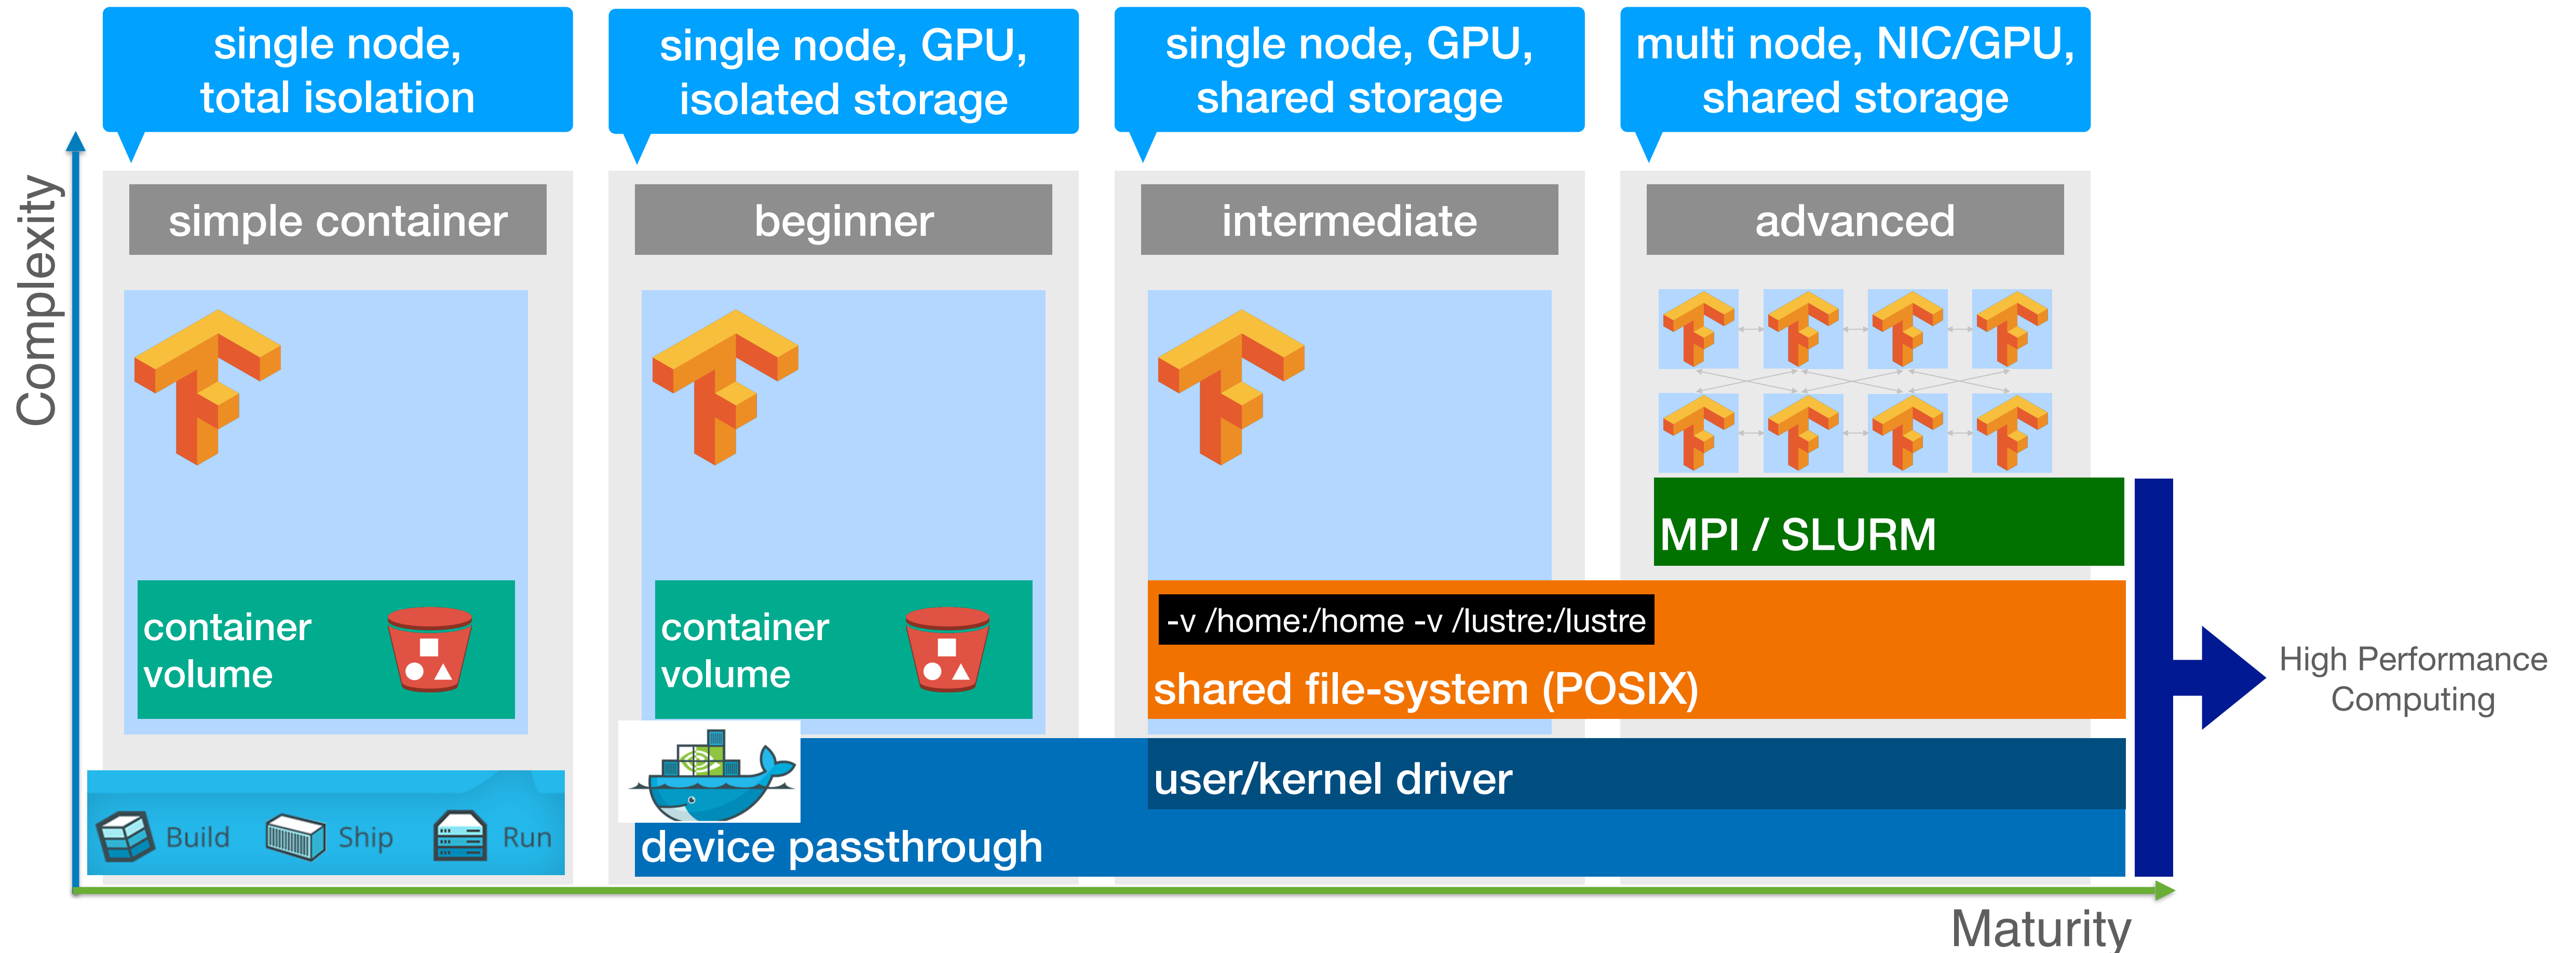 single node,
total isolation
single node, GPU,
isolated storage
single node, GPU,
shared storage
multi node, NIC/GPU,
shared storage
Complexity
simple container
beginner
intermediate
advanced
MPI / SLURM
container
volume
container
volume
-v /home:/home -v /lustre:/lustre
shared file-system (POSIX)
High Performance
Computing
user/kernel driver
Build
Ship
Run
device passthrough
Maturity